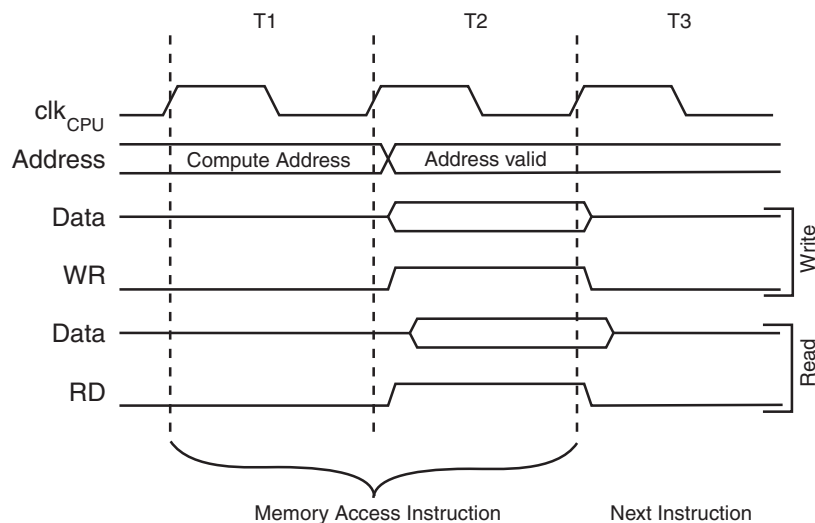 T1 T2 T3
clkCPU
Address Compute Address Address valid
Data
WR
Write
Data
RD
Read
Memory Access Instruction Next Instruction